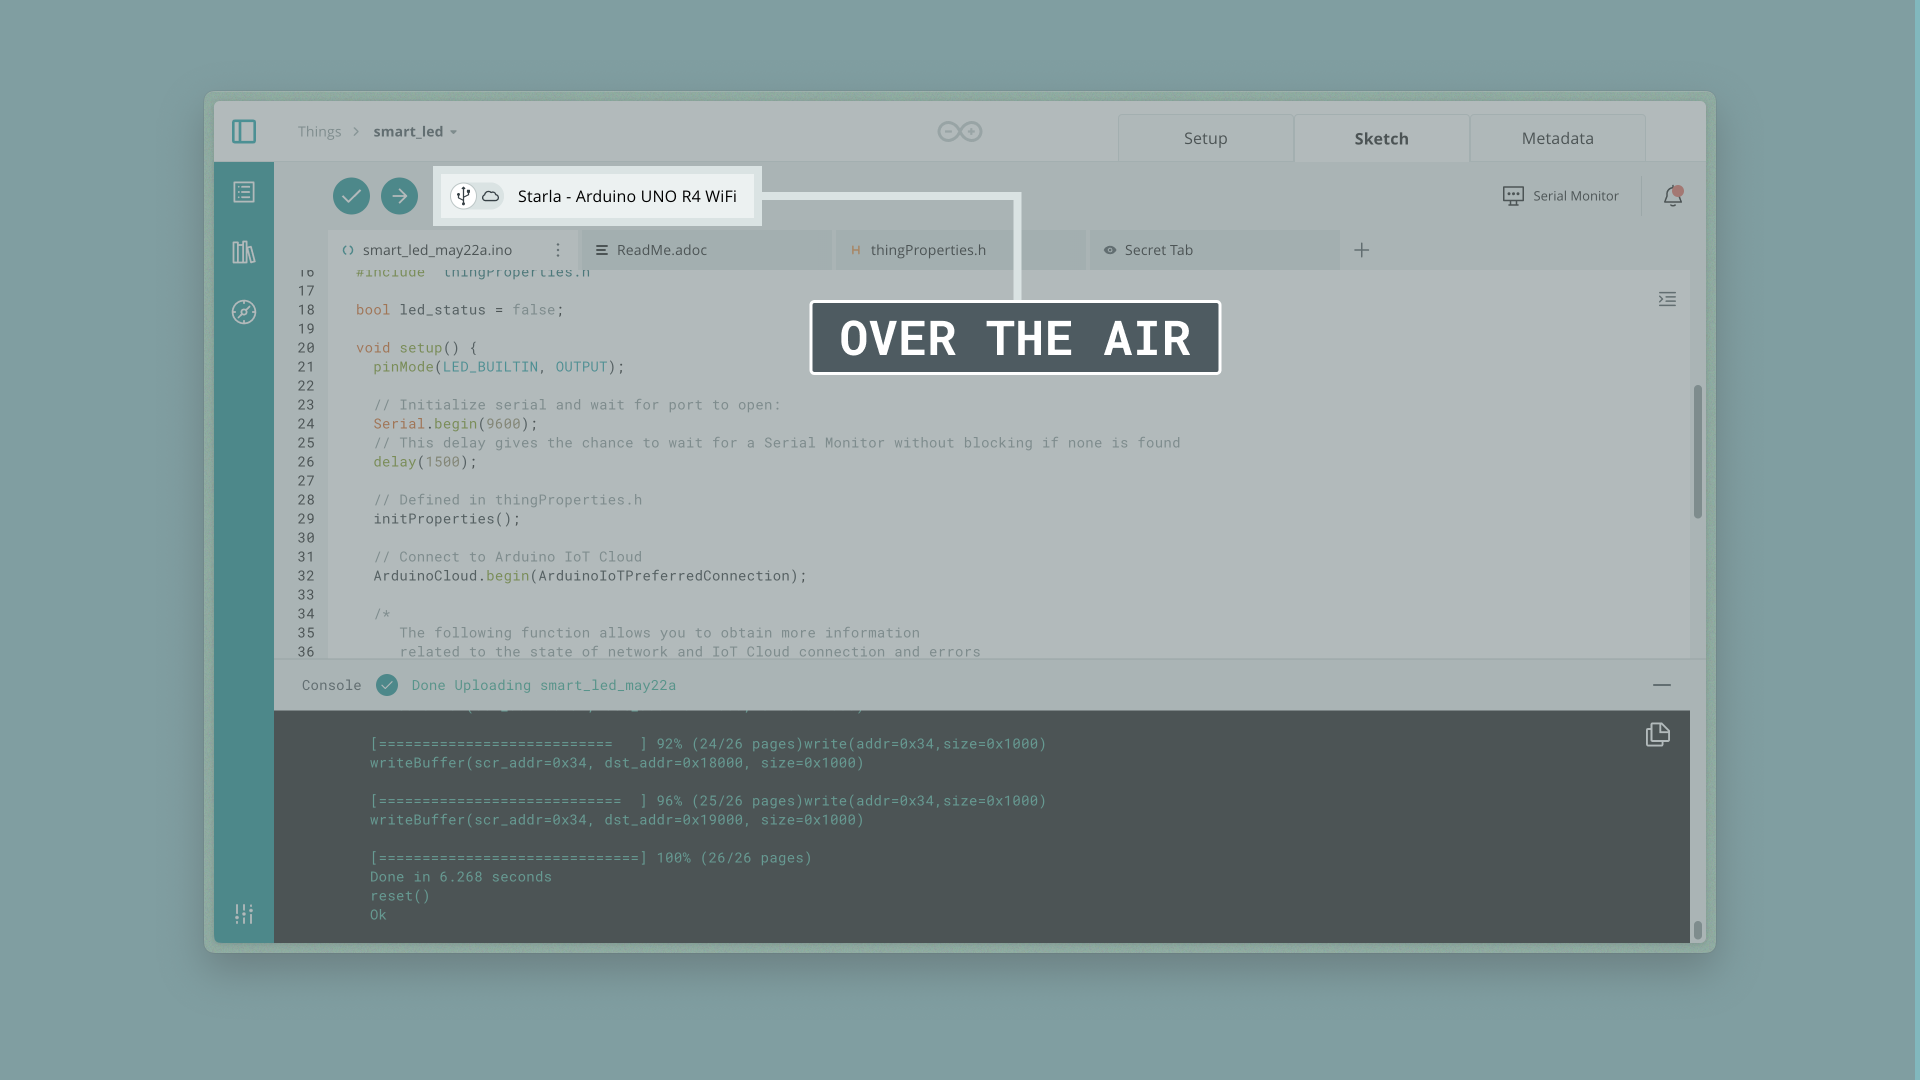 Things > smart_led
Setup
Sketch
Metadata
Starla - Arduino UNO R4 WiFi
Serial Monitor
smart_led_may22a.ino
ReadMe.adoc
H thingProperties.h
Secret Tab
OVER THE AIR
16 #include "thingProperties.h"
17
18 bool led_status = false;
19
20 void setup() {
21 pinMode(LED_BUILTIN, OUTPUT);
22
23 // Initialize serial and wait for port to open:
24 Serial.begin(9600);
25 // This delay gives the chance to wait for a Serial Monitor without blocking if none is found
26 delay(1500);
27
28 // Defined in thingProperties.h
29 initProperties();
30
31 // Connect to Arduino IoT Cloud
32 ArduinoCloud.begin(ArduinoIoTPreferredConnection);
33
34 /*
35 The following function allows you to obtain more information
36 related to the state of network and IoT Cloud connection and errors
Console Done Uploading smart_led_may22a
[=========================== ] 92% (24/26 pages)write(addr=0x34,size=0x1000)
writeBuffer(scr_addr=0x34, dst_addr=0x18000, size=0x1000)
[============================ ] 96% (25/26 pages)write(addr=0x34,size=0x1000)
writeBuffer(scr_addr=0x34, dst_addr=0x19000, size=0x1000)
[==============================] 100% (26/26 pages)
Done in 6.268 seconds
reset()
Ok